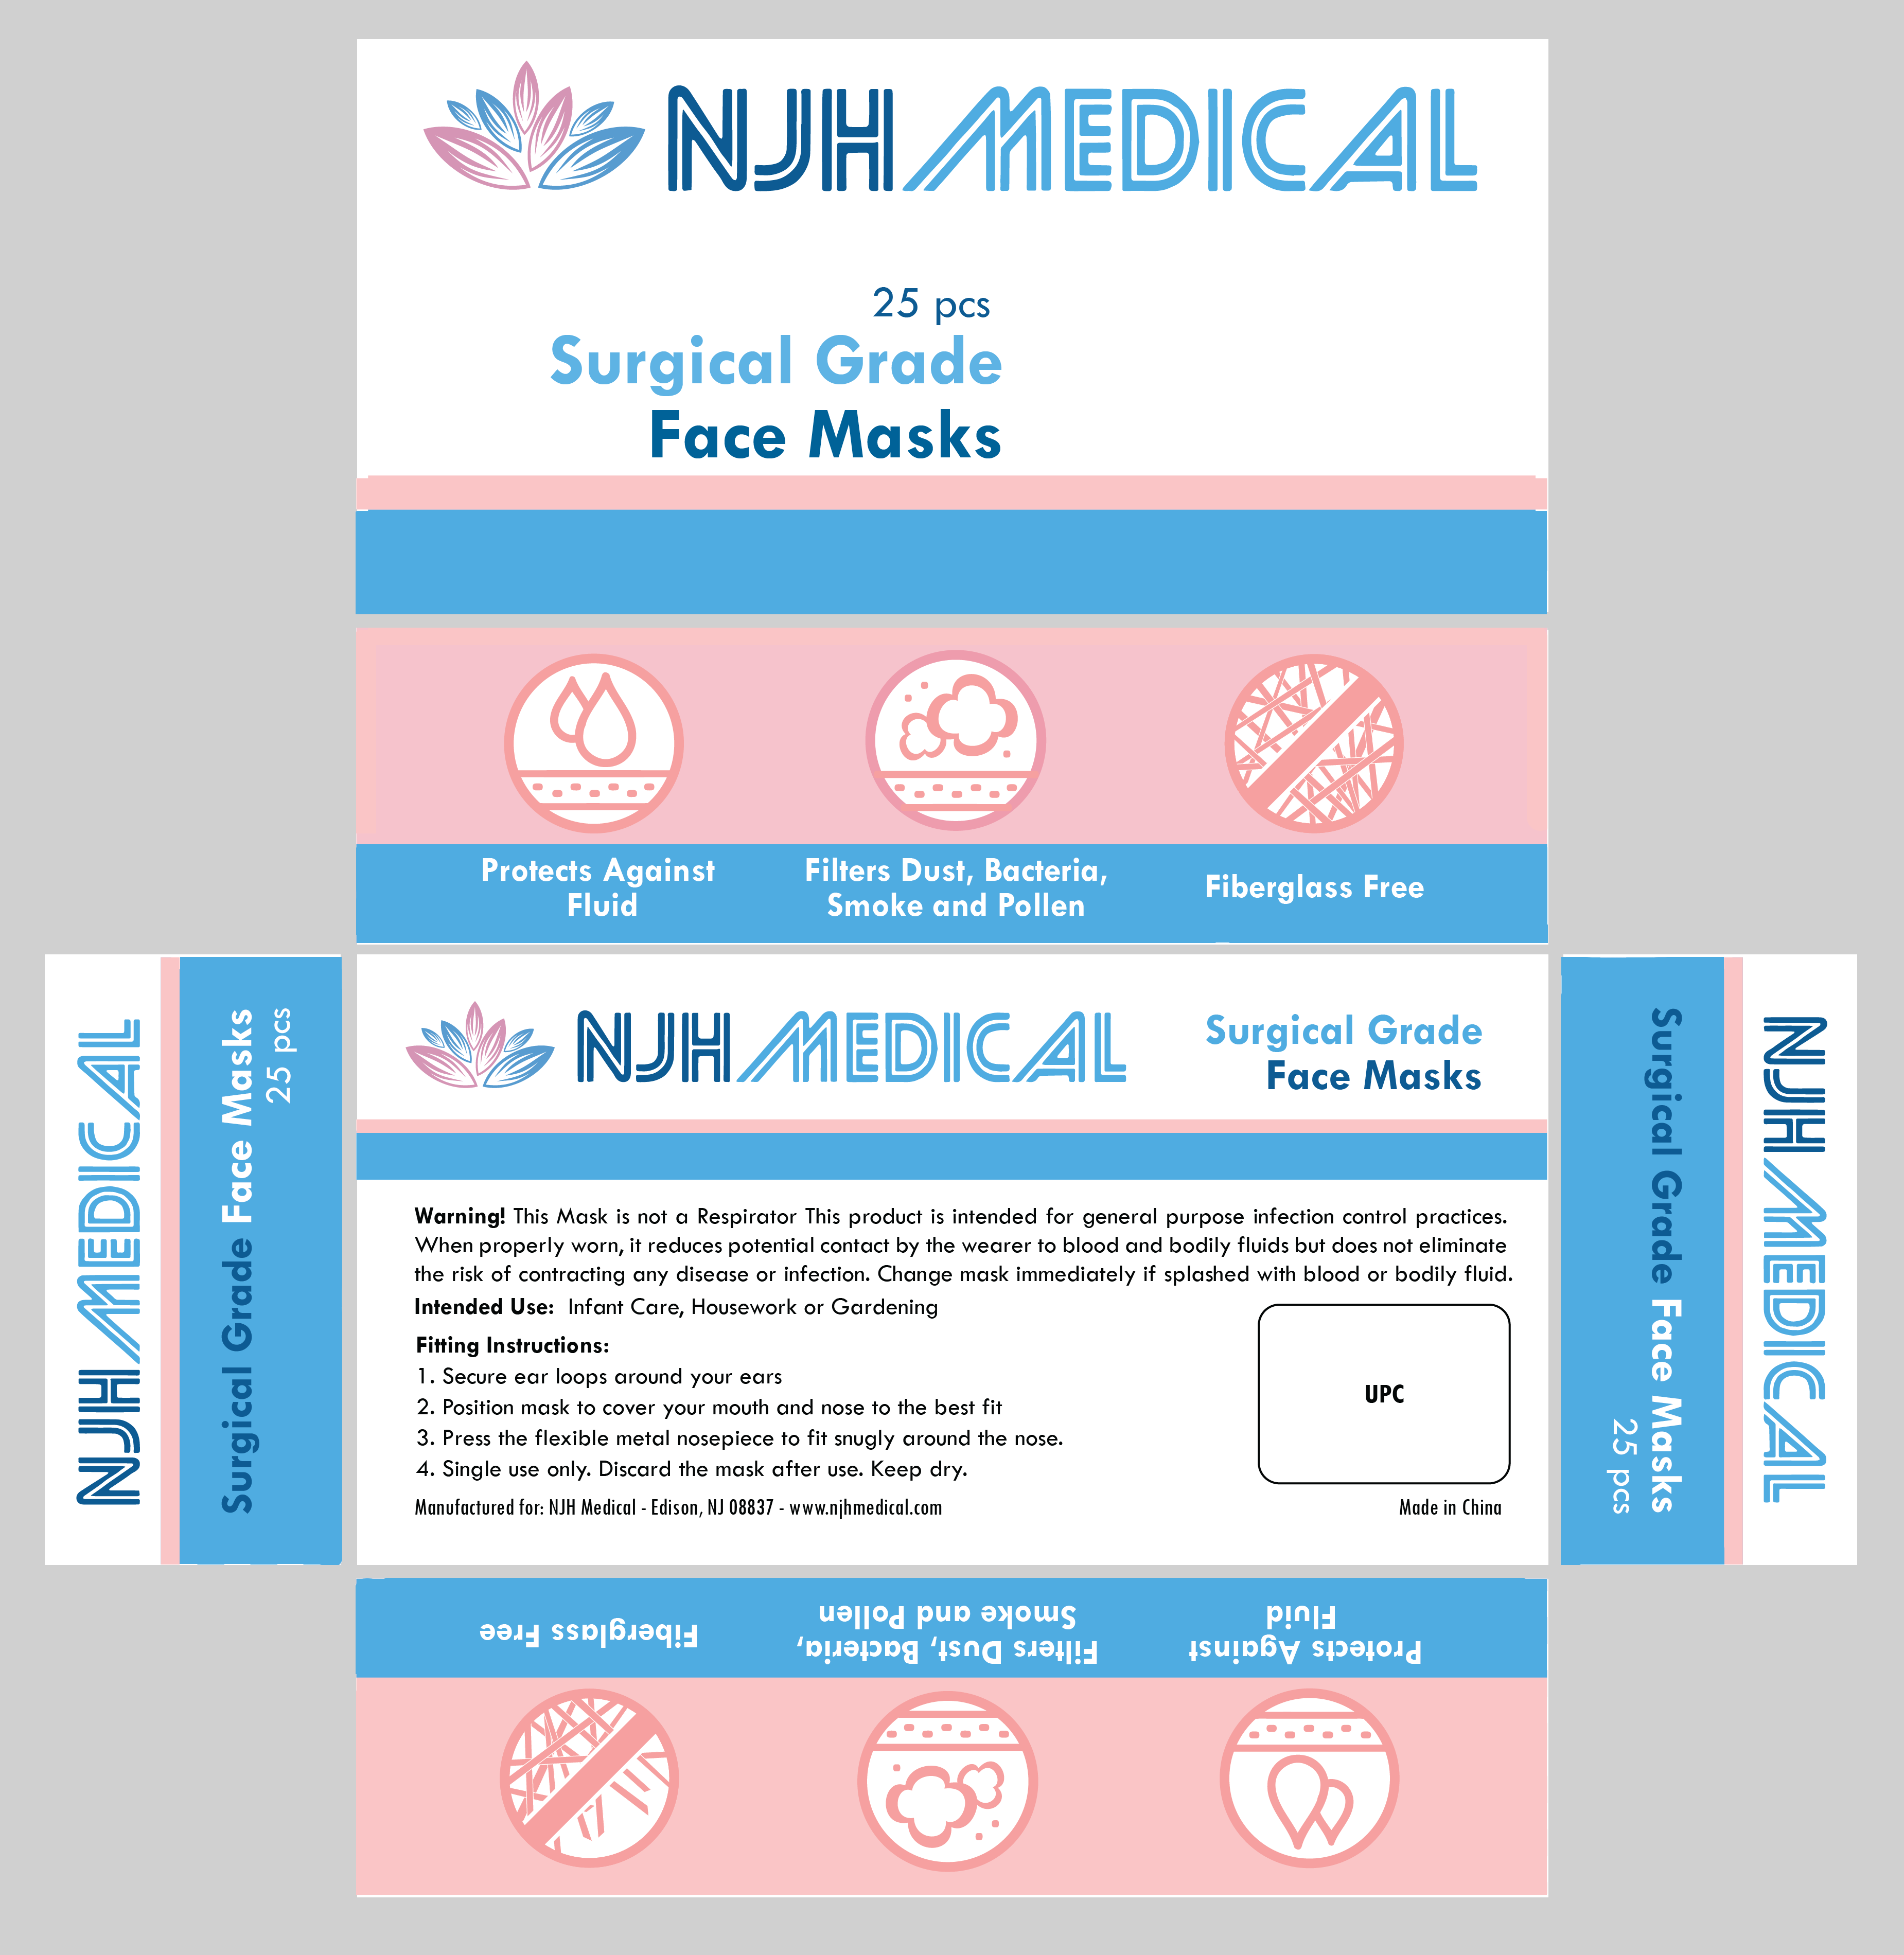 NJH MEDICAL
25 pcs
Surgical Grade
Face Masks
Protects Against
Fluid
Filters Dust, Bacteria,
Smoke and Pollen
Fiberglass Free
NJH MEDICAL
Surgical Grade Face Masks
25 pcs
NJH MEDICAL
Surgical Grade
Face Masks
Warning! This Mask is not a Respirator This product is intended for general purpose infection control practices.
When properly worn, it reduces potential contact by the wearer to blood and bodily fluids but does not eliminate
the risk of contracting any disease or infection. Change mask immediately if splashed with blood or bodily fluid.
Intended Use: Infant Care, Housework or Gardening
Fitting Instructions:
1. Secure ear loops around your ears
2. Position mask to cover your mouth and nose to the best fit
3. Press the flexible metal nosepiece to fit snugly around the nose.
4. Single use only. Discard the mask after use. Keep dry.
Manufactured for: NJH Medical - Edison, NJ 08837 - www.njhmedical.com
UPC
Made in China
NJH MEDICAL
Surgical Grade Face Masks
25 pcs
Protects Against
Fluid
Filters Dust, Bacteria,
Smoke and Pollen
Fiberglass Free